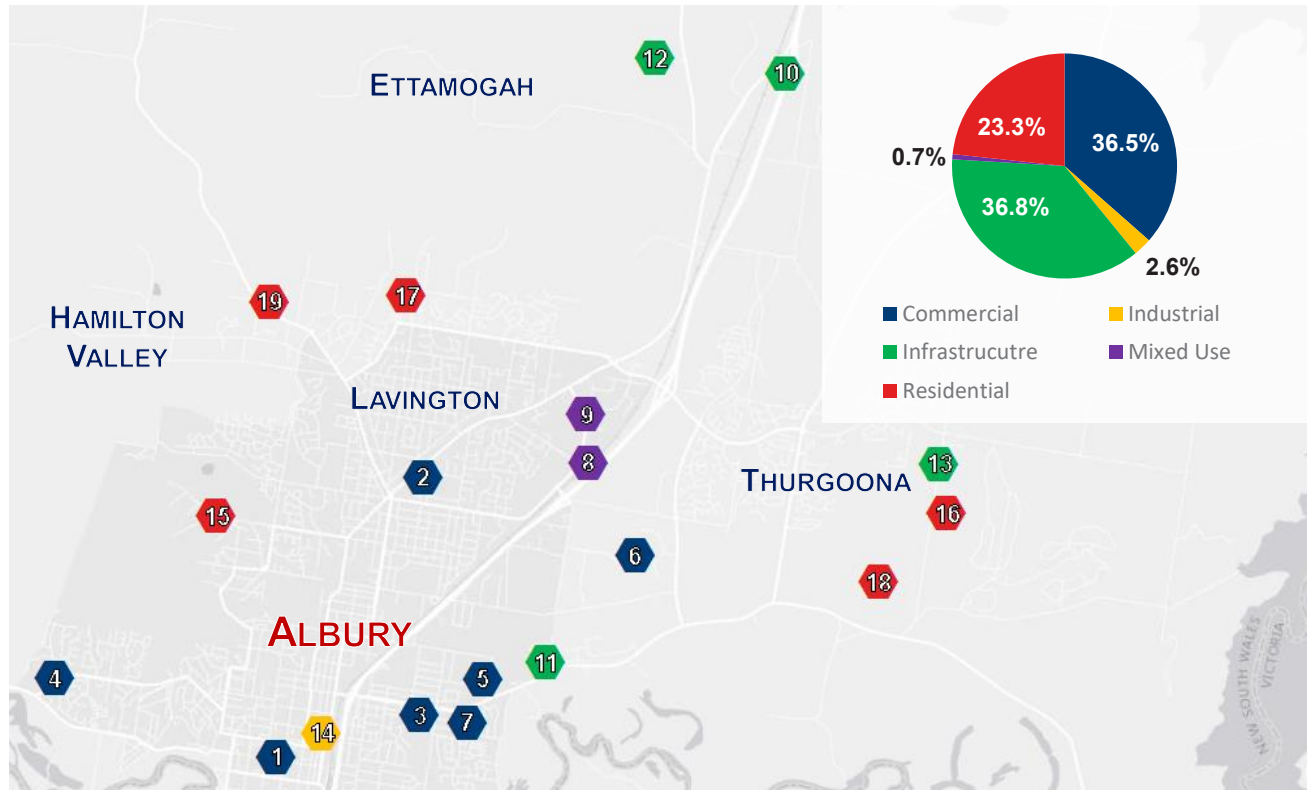 12
10
ETTAMOGAH
23.3%
36.5%
0.7%
36.8%
2.6%
Commercial
Industrial
Infrastrucutre
Mixed Use
Residential
19
17
HAMILTON
VALLEY
LAVINGTON
9
8
2
13
THURGOONA
16
15
6
18
ALBURY
11
4
5
3
7
14
1
NEW SOUTH WALES
VICTORIA